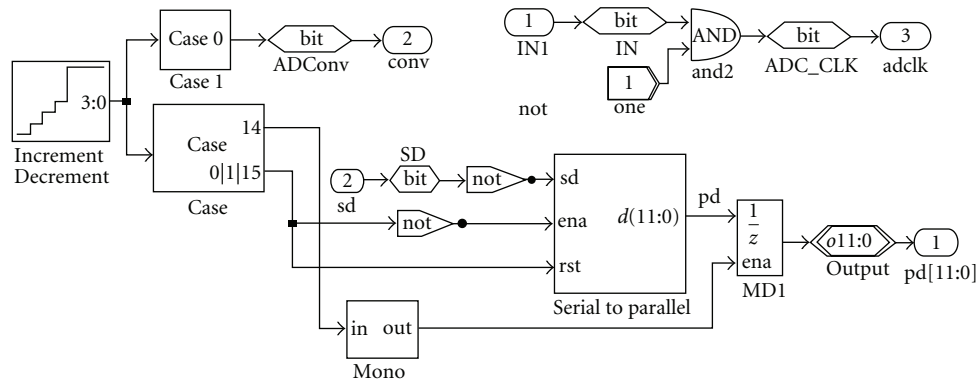 Case 0
Case 1
bit
ADConv
2
conv
1
IN1
bit
IN
AND
and2
bit
ADC_CLK
3
adclk
1
one
not
3:0
Increment
Decrement
Case
14
0|1|15
Case
2
sd
SD
bit
not
not
sd
ena
rst
d(11:0)
Serial to parallel
pd
1
z
ena
MD1
o11:0
Output
1
pd[11:0]
in out
Mono